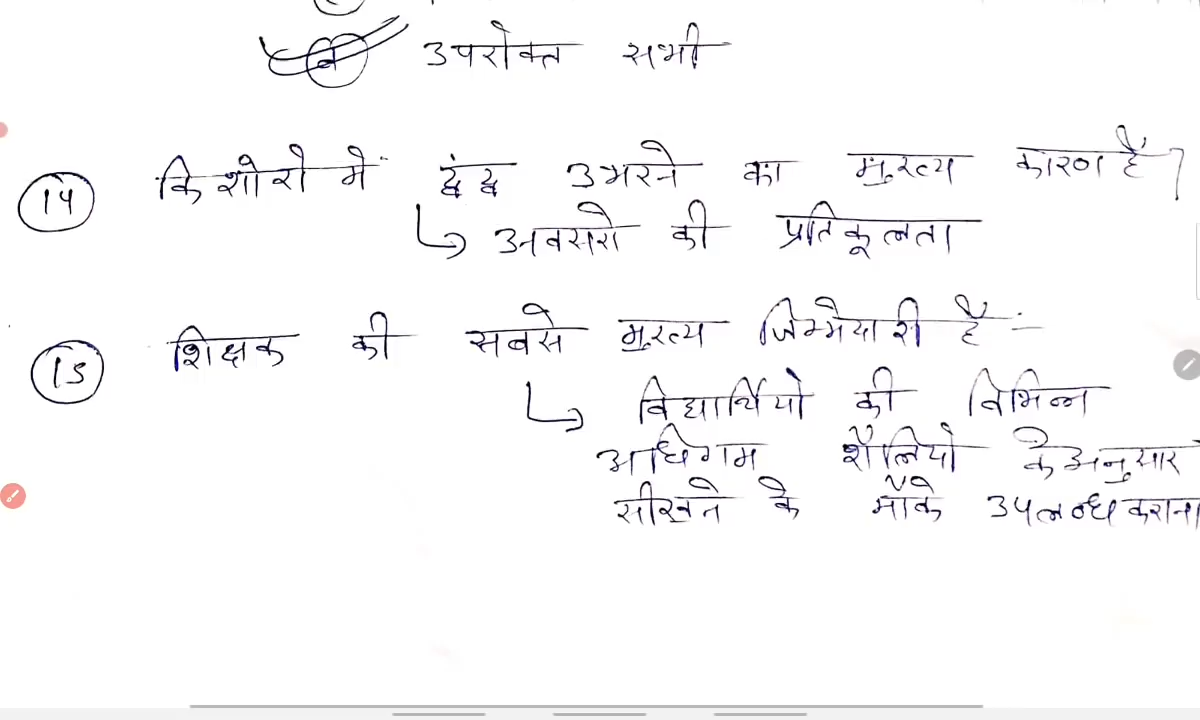 द उपरोक्त सभी
14 किशोरो में द्वंद्व उभरने का मुख्य कारण हैं?
↳ अवसरो की प्रतिकूलता
15 शिक्षक की सबसे मुख्य जिम्मेयारी है :-
↳ विद्यार्थियो की विभिन्न
अधिगम शैलियो के अनुसार
सीखने के मौके उपलब्ध कराना